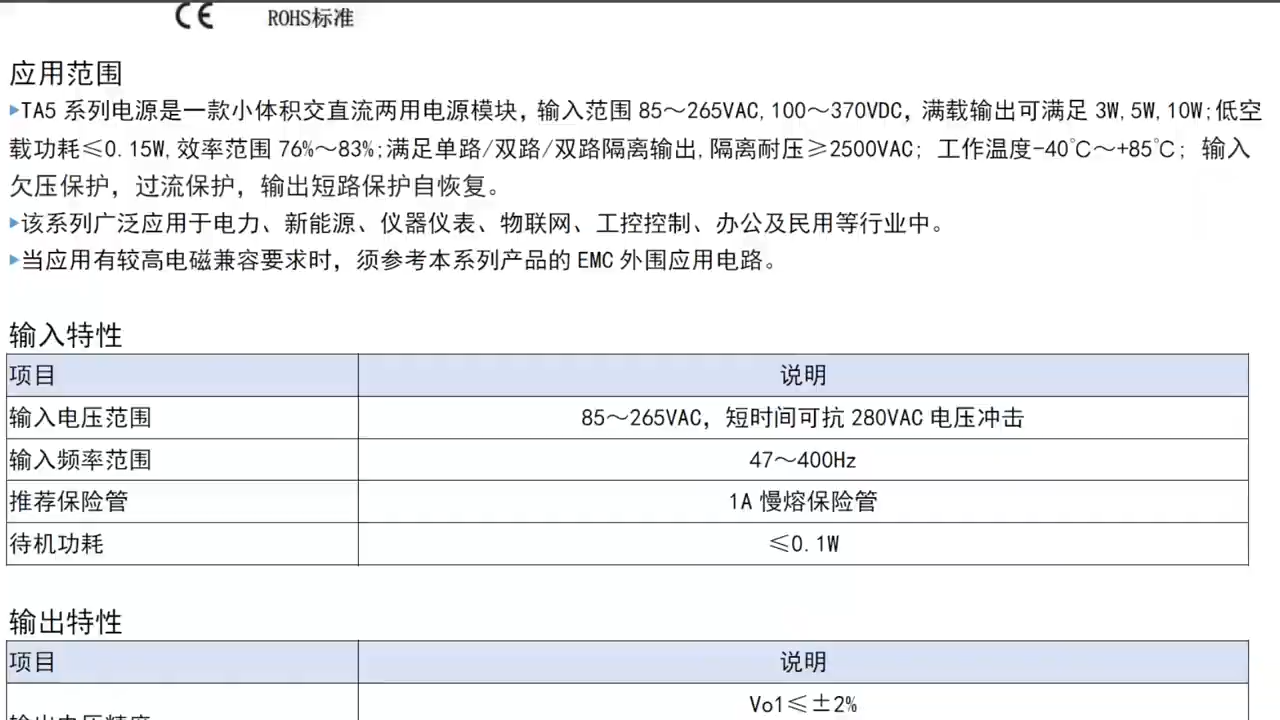 CE ROHS标准
应用范围
▸TA5 系列电源是一款小体积交直流两用电源模块，输入范围 85～265VAC,100～370VDC，满载输出可满足 3W,5W,10W;低空
载功耗≤0.15W,效率范围 76%～83%;满足单路/双路/双路隔离输出,隔离耐压≥2500VAC; 工作温度-40℃～+85℃; 输入
欠压保护，过流保护，输出短路保护自恢复。
▸该系列广泛应用于电力、新能源、仪器仪表、物联网、工控控制、办公及民用等行业中。
▸当应用有较高电磁兼容要求时，须参考本系列产品的 EMC 外围应用电路。
输入特性
项目 说明
输入电压范围 85～265VAC，短时间可抗 280VAC 电压冲击
输入频率范围 47～400Hz
推荐保险管 1A 慢熔保险管
待机功耗 ≤0.1W
输出特性
项目 说明
Vo1≤±2%
输出电压精度